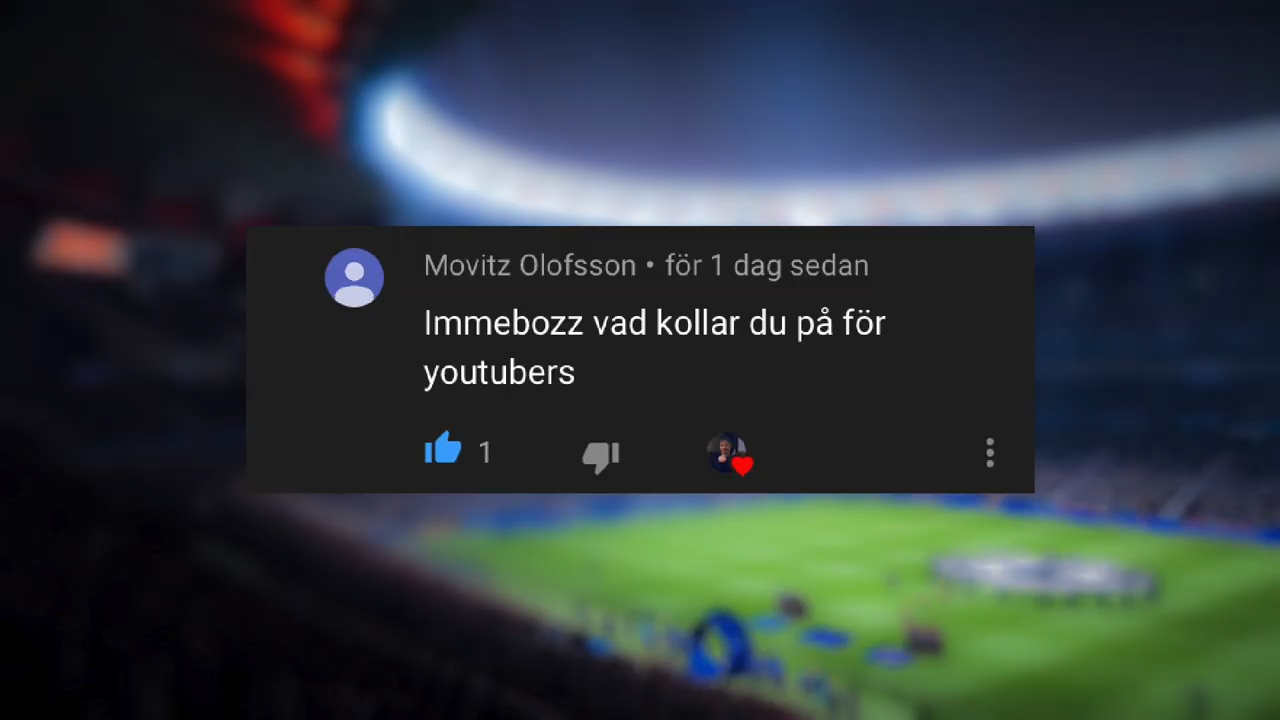 Movitz Olofsson • för 1 dag sedan
Immebozz vad kollar du på för
youtubers
1